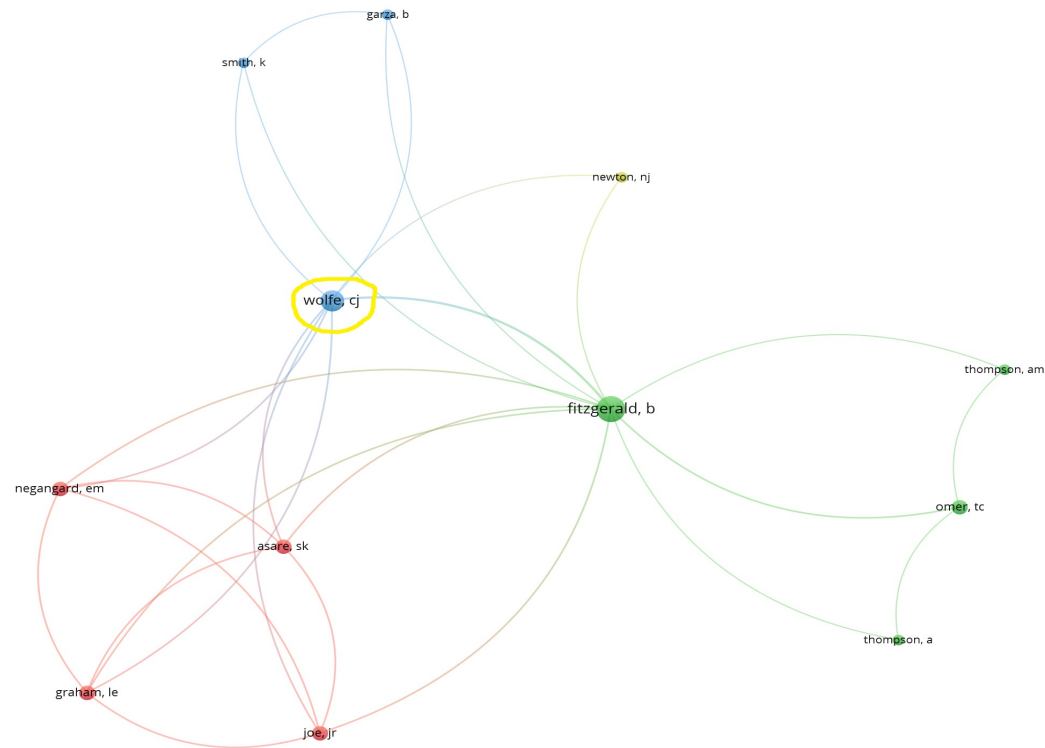 garza, b
smith, k
newton, nj
wolfe, cj
thompson, am
fitzgerald, b
negangard, em
omer, tc
asare, sk
thompson, a
graham, le
joe, jr